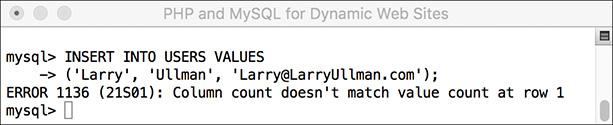 PHP and MySQL for Dynamic Web Sites
mysql> INSERT INTO USERS VALUES
    -> ('Larry', 'Ullman', 'Larry@LarryUllman.com');
ERROR 1136 (21S01): Column count doesn't match value count at row 1
mysql>